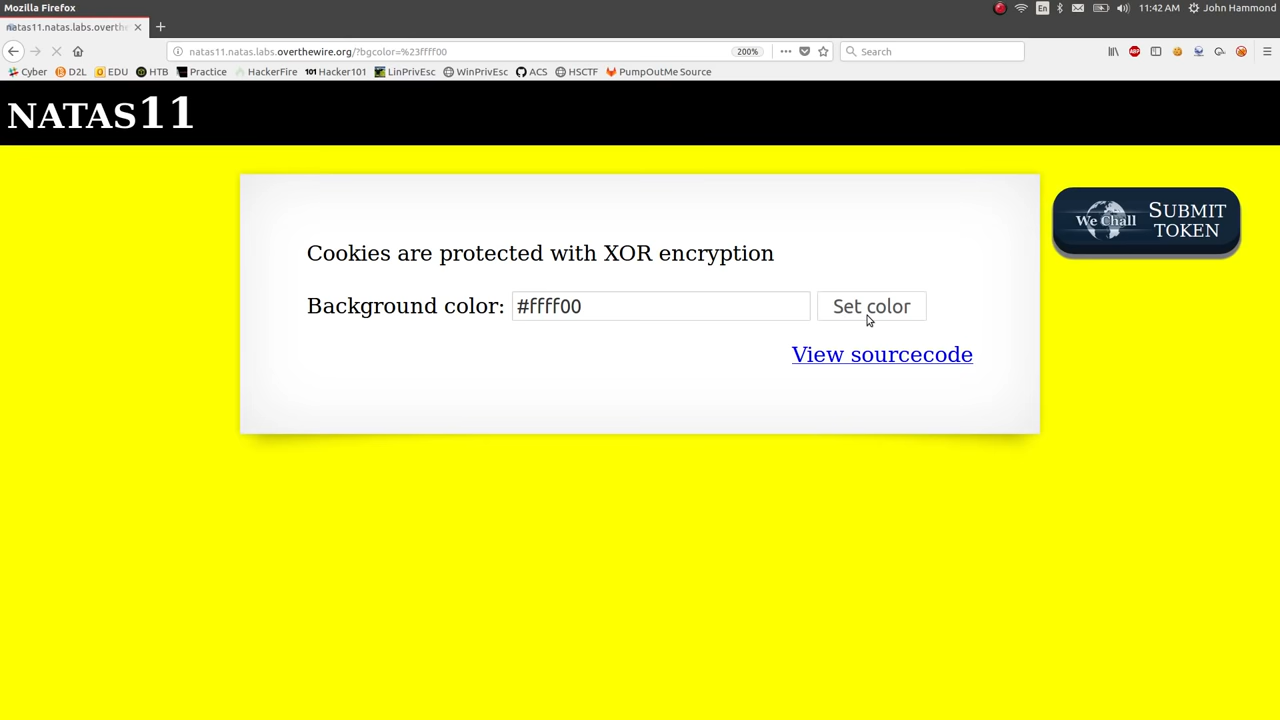 Mozilla Firefox
En
11:42 AM
John Hammond
natas11.natas.labs.overthe
natas11.natas.labs.overthewire.org/?bgcolor=%23ffff00
200%
Search
Cyber
D2L
EDU
HTB
Practice
HackerFire
101 Hacker101
LinPrivEsc
WinPrivEsc
ACS
HSCTF
PumpOutMe Source
NATAS11
We Chall
SUBMIT
TOKEN
Cookies are protected with XOR encryption
Background color:
#ffff00
Set color
View sourcecode